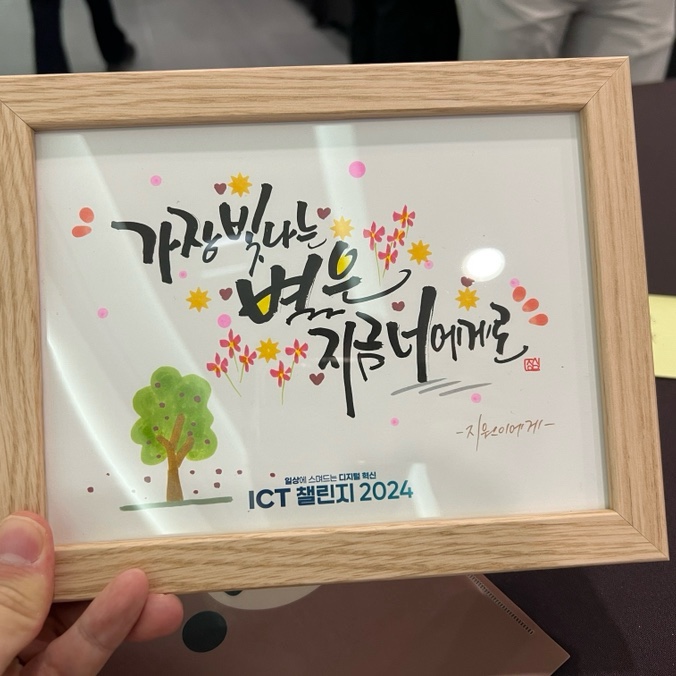 가장 빛나는
별은
지금 너에게로
-지원이에게-
일상에 스며드는 디지털 혁신
ICT 챌린지 2024